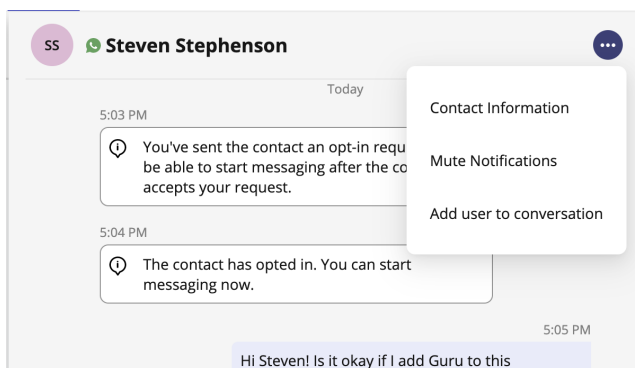 SS
Steven Stephenson
Today
Contact Information
Mute Notifications
Add user to conversation
5:03 PM
You've sent the contact an opt-in
be able to start messaging after the
accepts your request.
5:04 PM
The contact has opted in. You can start
messaging now.
5:05 PM
Hi Steven! Is it okay if I add Guru to this